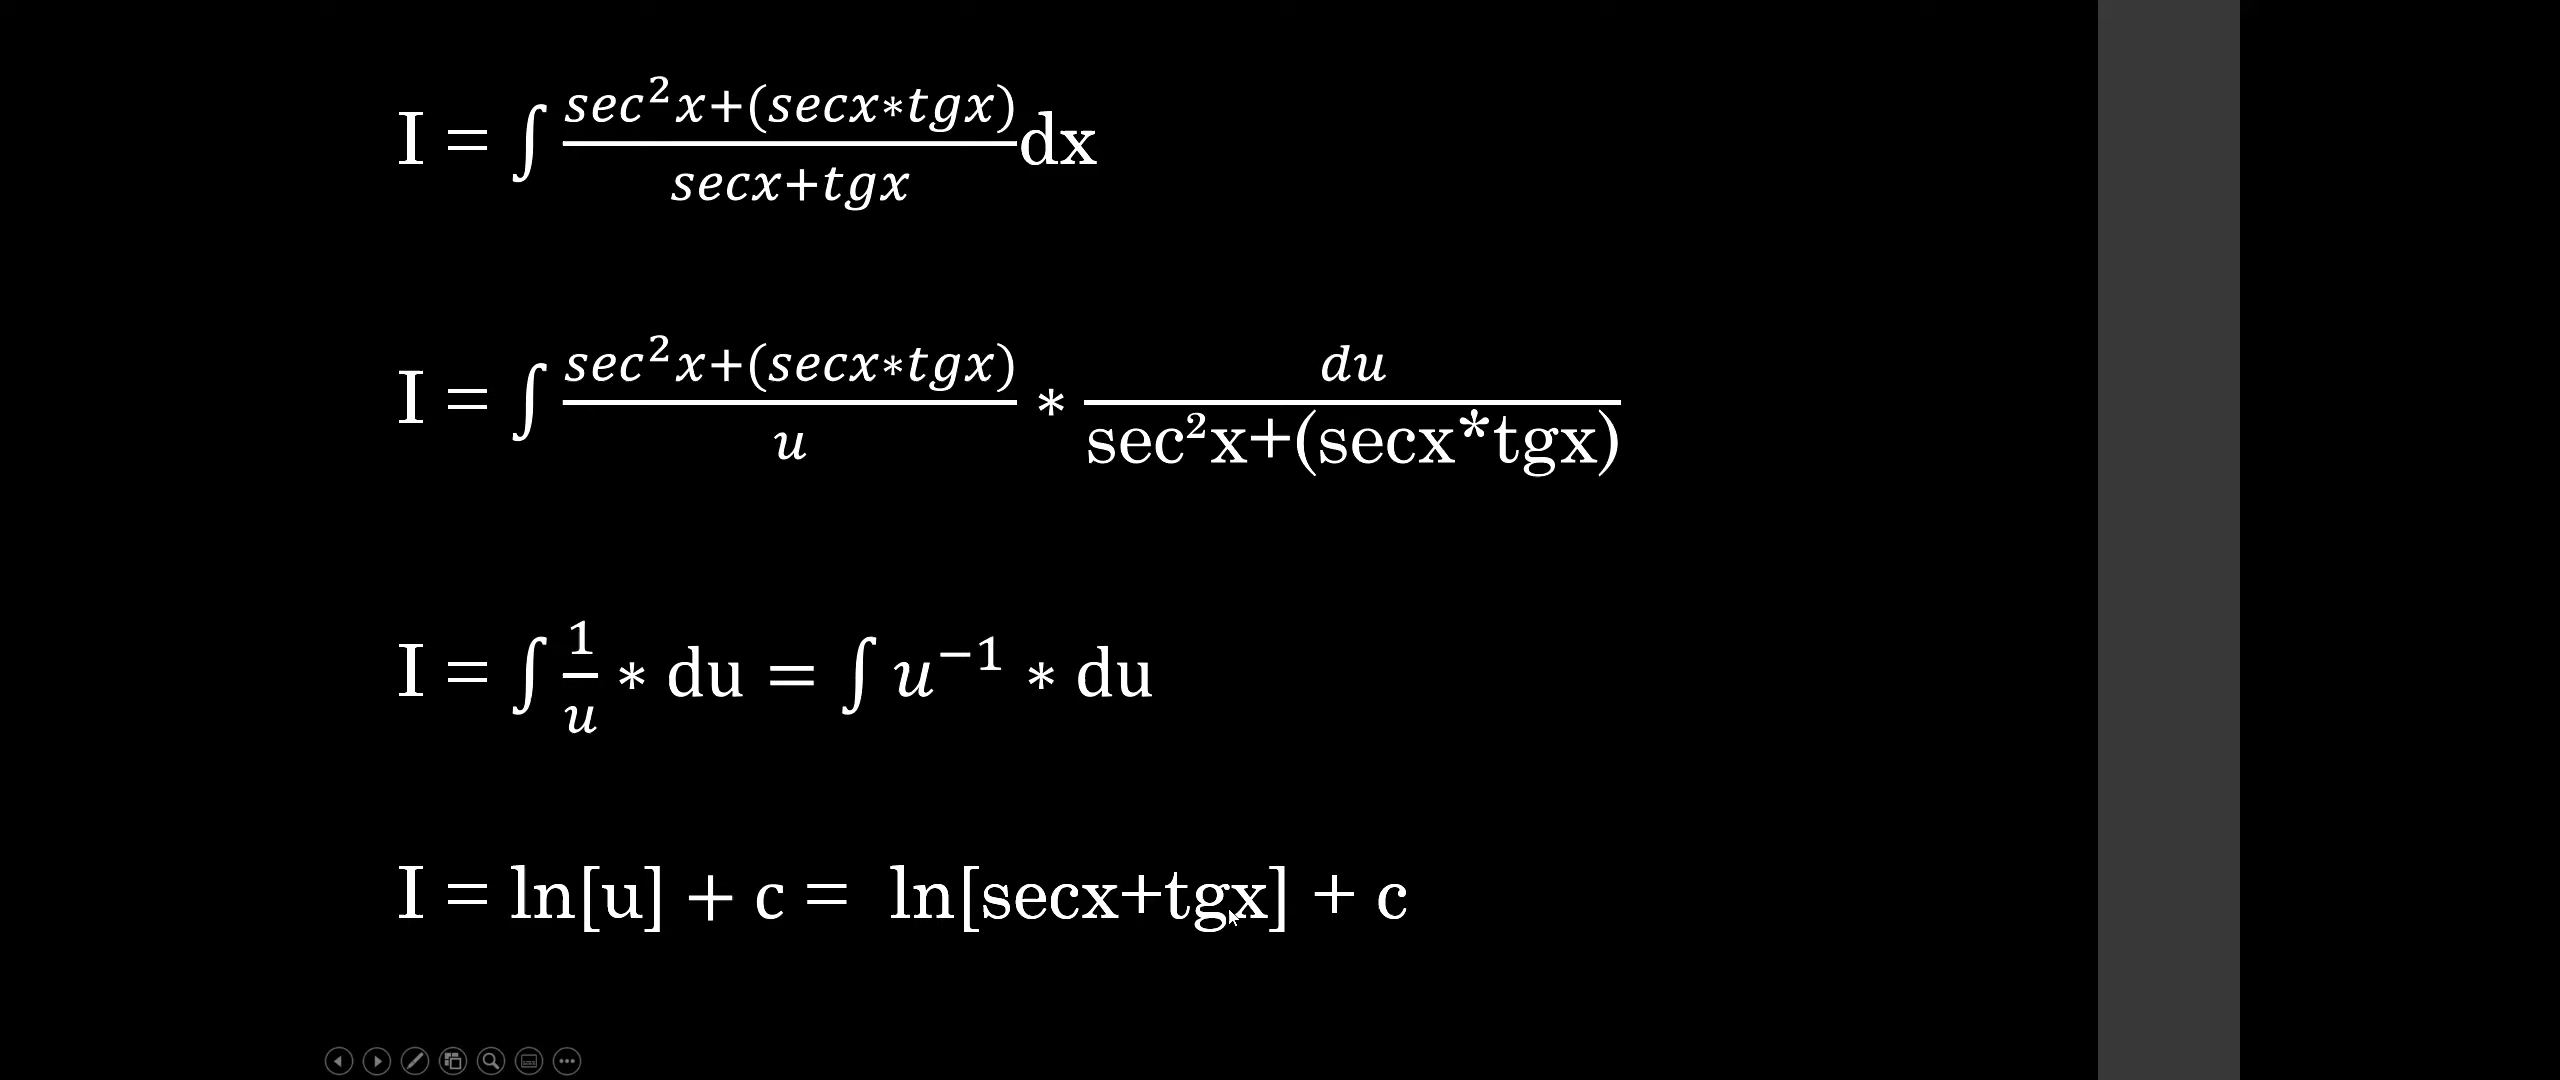 I = ∫ sec²x+(secx∗tgx) / secx+tgx dx
I = ∫ sec²x+(secx∗tgx) / u ∗ du / sec²x+(secx*tgx)
I = ∫ 1/u ∗ du = ∫ u⁻¹ ∗ du
I = ln[u] + c = ln[secx+tgx] + c